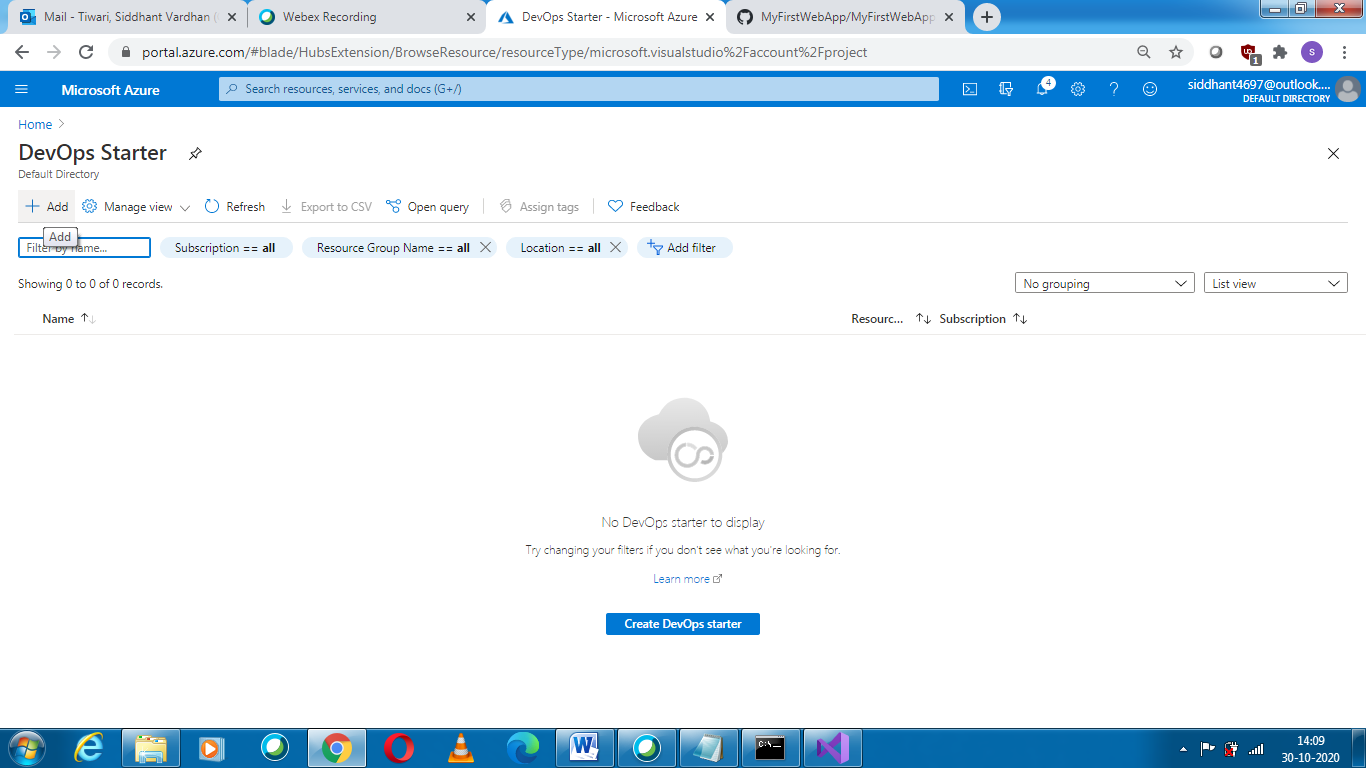 Mail - Tiwari, Siddhant Vardhan (
Webex Recording
DevOps Starter - Microsoft Azure
MyFirstWebApp/MyFirstWebApp
portal.azure.com/#blade/HubsExtension/BrowseResource/resourceType/microsoft.visualstudio%2Faccount%2Fproject
1
S
Microsoft Azure
Search resources, services, and docs (G+/)
4
siddhant4697@outlook....
DEFAULT DIRECTORY
Home
DevOps Starter
Default Directory
Add
Manage view
Refresh
Export to CSV
Open query
Assign tags
Feedback
Add
Filter by name...
Subscription == all
Resource Group Name == all
Location == all
Add filter
Showing 0 to 0 of 0 records.
No grouping
List view
Name
Resourc...
Subscription
No DevOps starter to display
Try changing your filters if you don't see what you're looking for.
Learn more
Create DevOps starter
14:09
30-10-2020